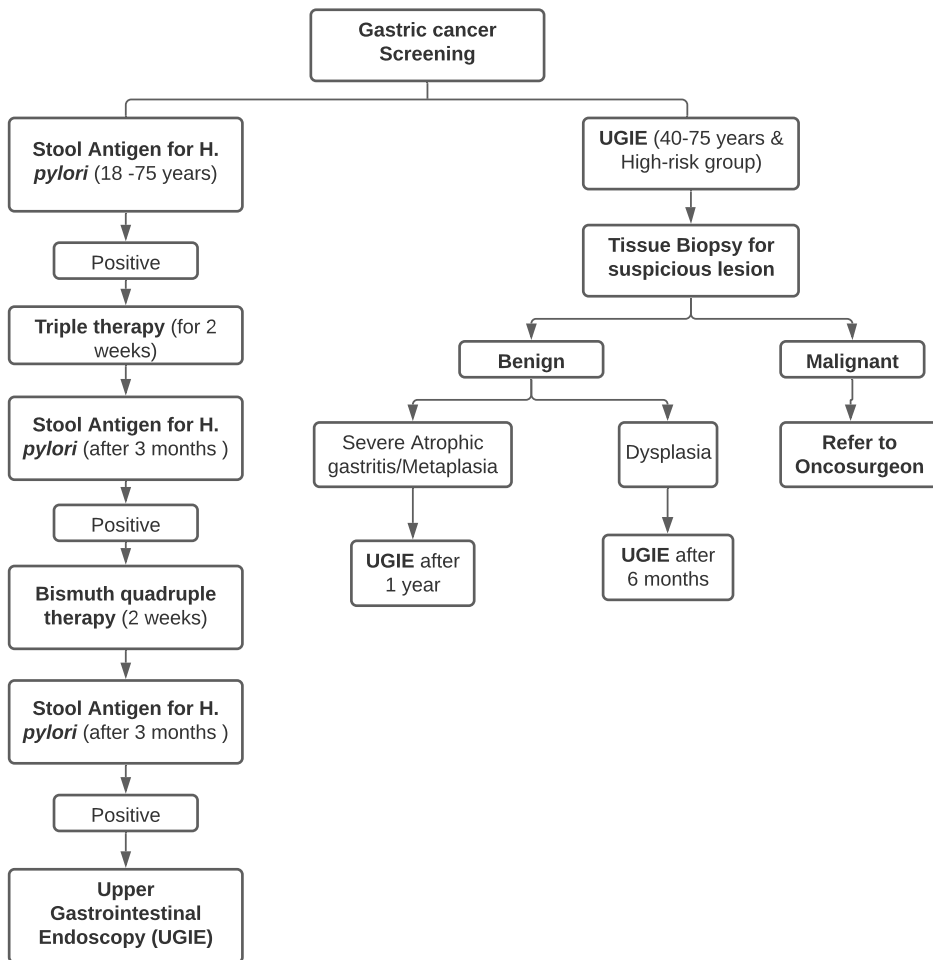 Gastric cancer
Screening
Stool Antigen for H.
pylori (18 -75 years)
Positive
Triple therapy (for 2
weeks)
Stool Antigen for H.
pylori (after 3 months )
Positive
Bismuth quadruple
therapy (2 weeks)
Stool Antigen for H.
pylori (after 3 months )
Positive
Upper
Gastrointestinal
Endoscopy (UGIE)
UGIE (40-75 years &
High-risk group)
Tissue Biopsy for
suspicious lesion
Benign
Severe Atrophic
gastritis/Metaplasia
UGIE after
1 year
Dysplasia
UGIE after
6 months
Malignant
Refer to
Oncosurgeon